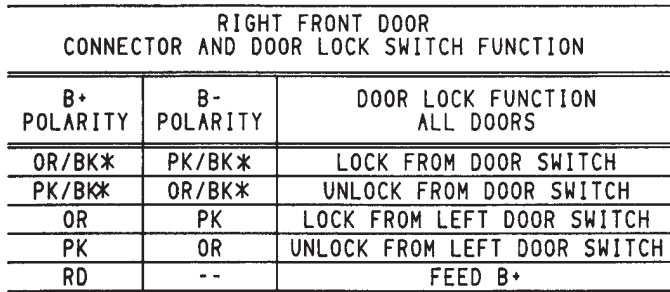 RIGHT FRONT DOOR
CONNECTOR AND DOOR LOCK SWITCH FUNCTION
B+ POLARITY B- POLARITY DOOR LOCK FUNCTION ALL DOORS
OR/BK* PK/BK* LOCK FROM DOOR SWITCH
PK/BK* OR/BK* UNLOCK FROM DOOR SWITCH
OR PK LOCK FROM LEFT DOOR SWITCH
PK OR UNLOCK FROM LEFT DOOR SWITCH
RD -- FEED B+